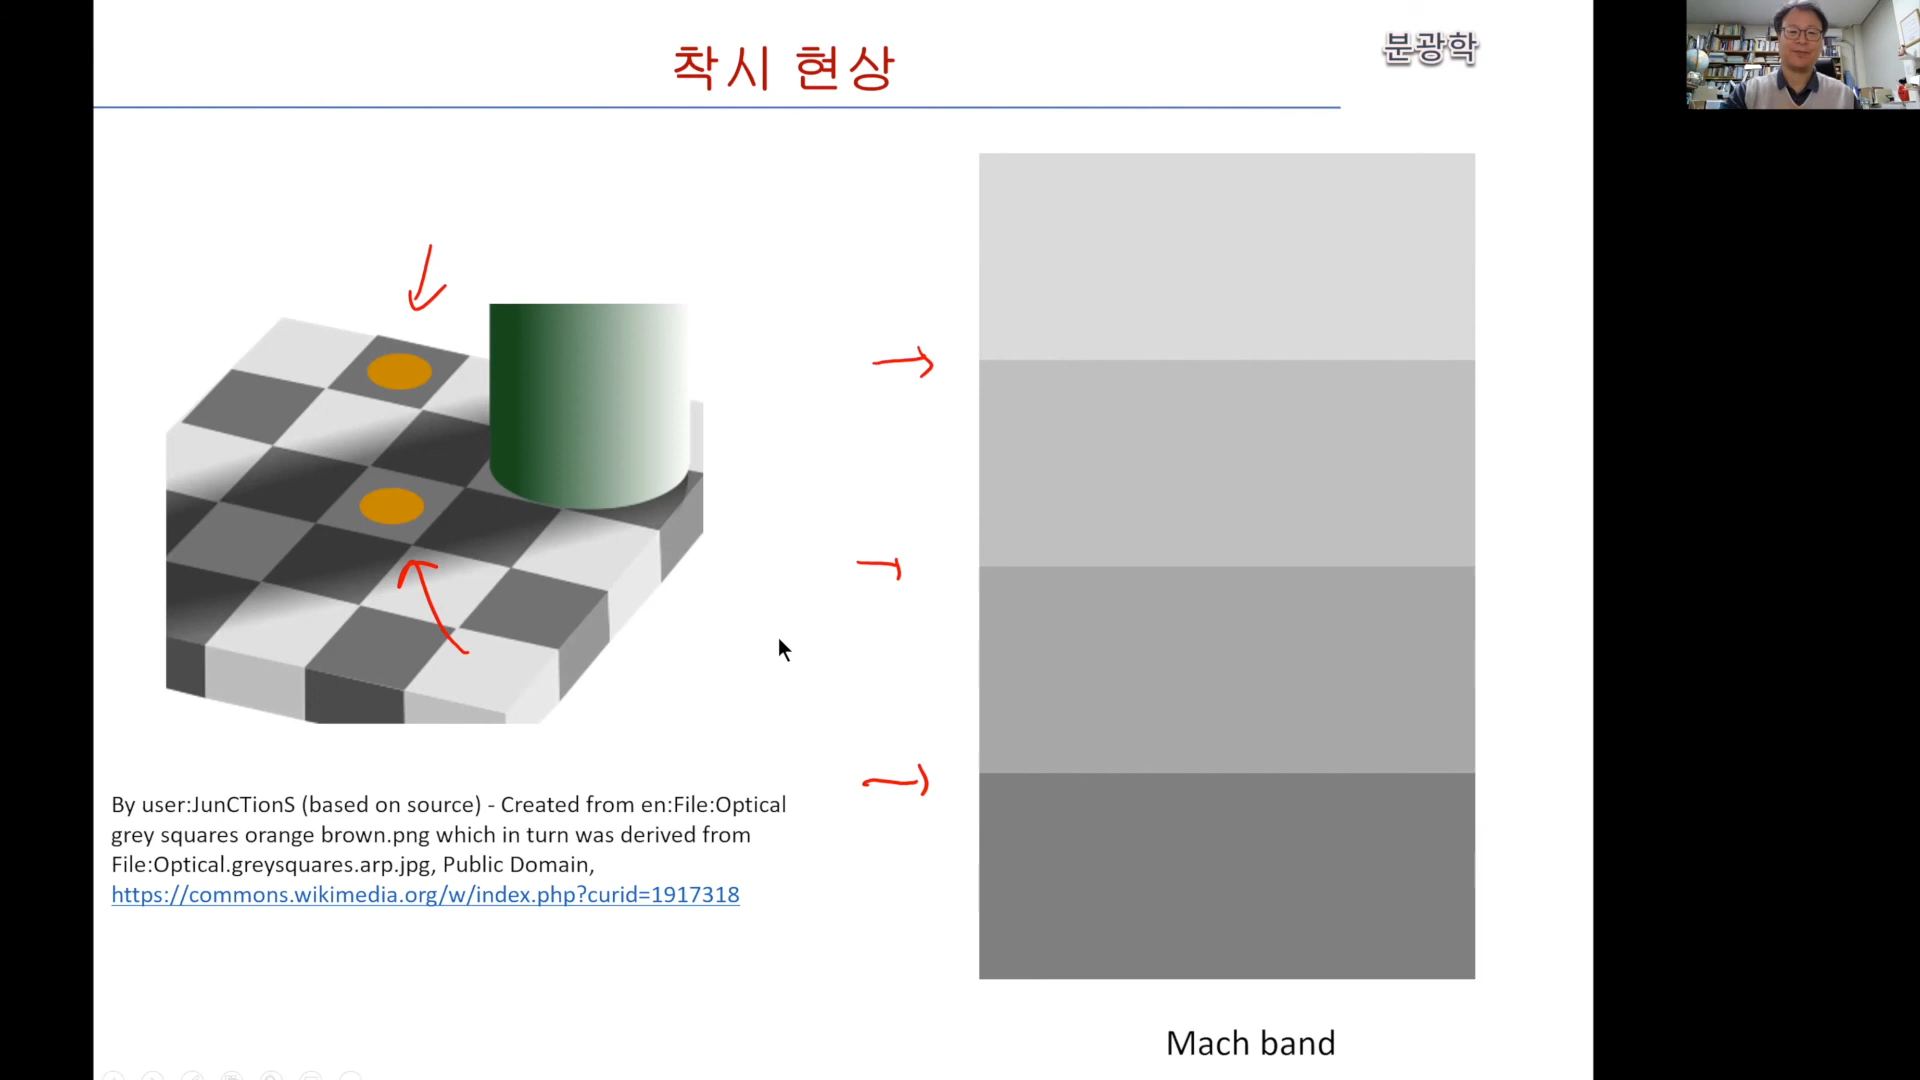 착시 현상
분광학
By user:JunCTionS (based on source) - Created from en:File:Optical
grey squares orange brown.png which in turn was derived from
File:Optical.greysquares.arp.jpg, Public Domain,
https://commons.wikimedia.org/w/index.php?curid=1917318
Mach band